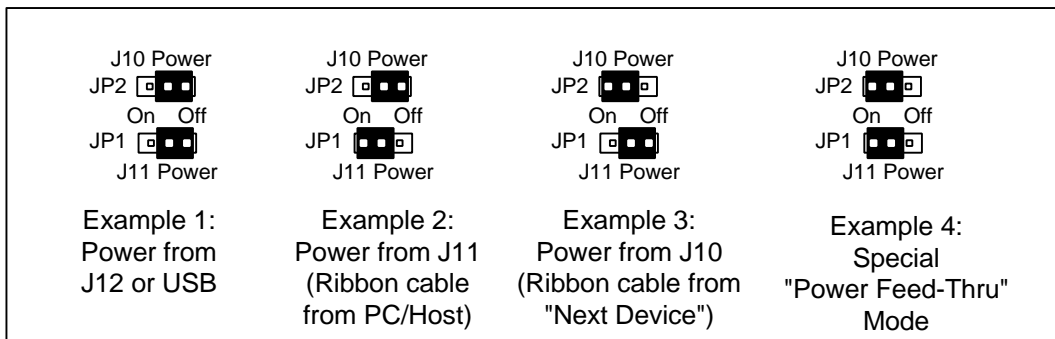 J10 Power
JP2
On Off
JP1
J11 Power
Example 1:
Power from
J12 or USB
J10 Power
JP2
On Off
JP1
J11 Power
Example 2:
Power from J11
(Ribbon cable
from PC/Host)
J10 Power
JP2
On Off
JP1
J11 Power
Example 3:
Power from J10
(Ribbon cable from
"Next Device")
J10 Power
JP2
On Off
JP1
J11 Power
Example 4:
Special
"Power Feed-Thru"
Mode